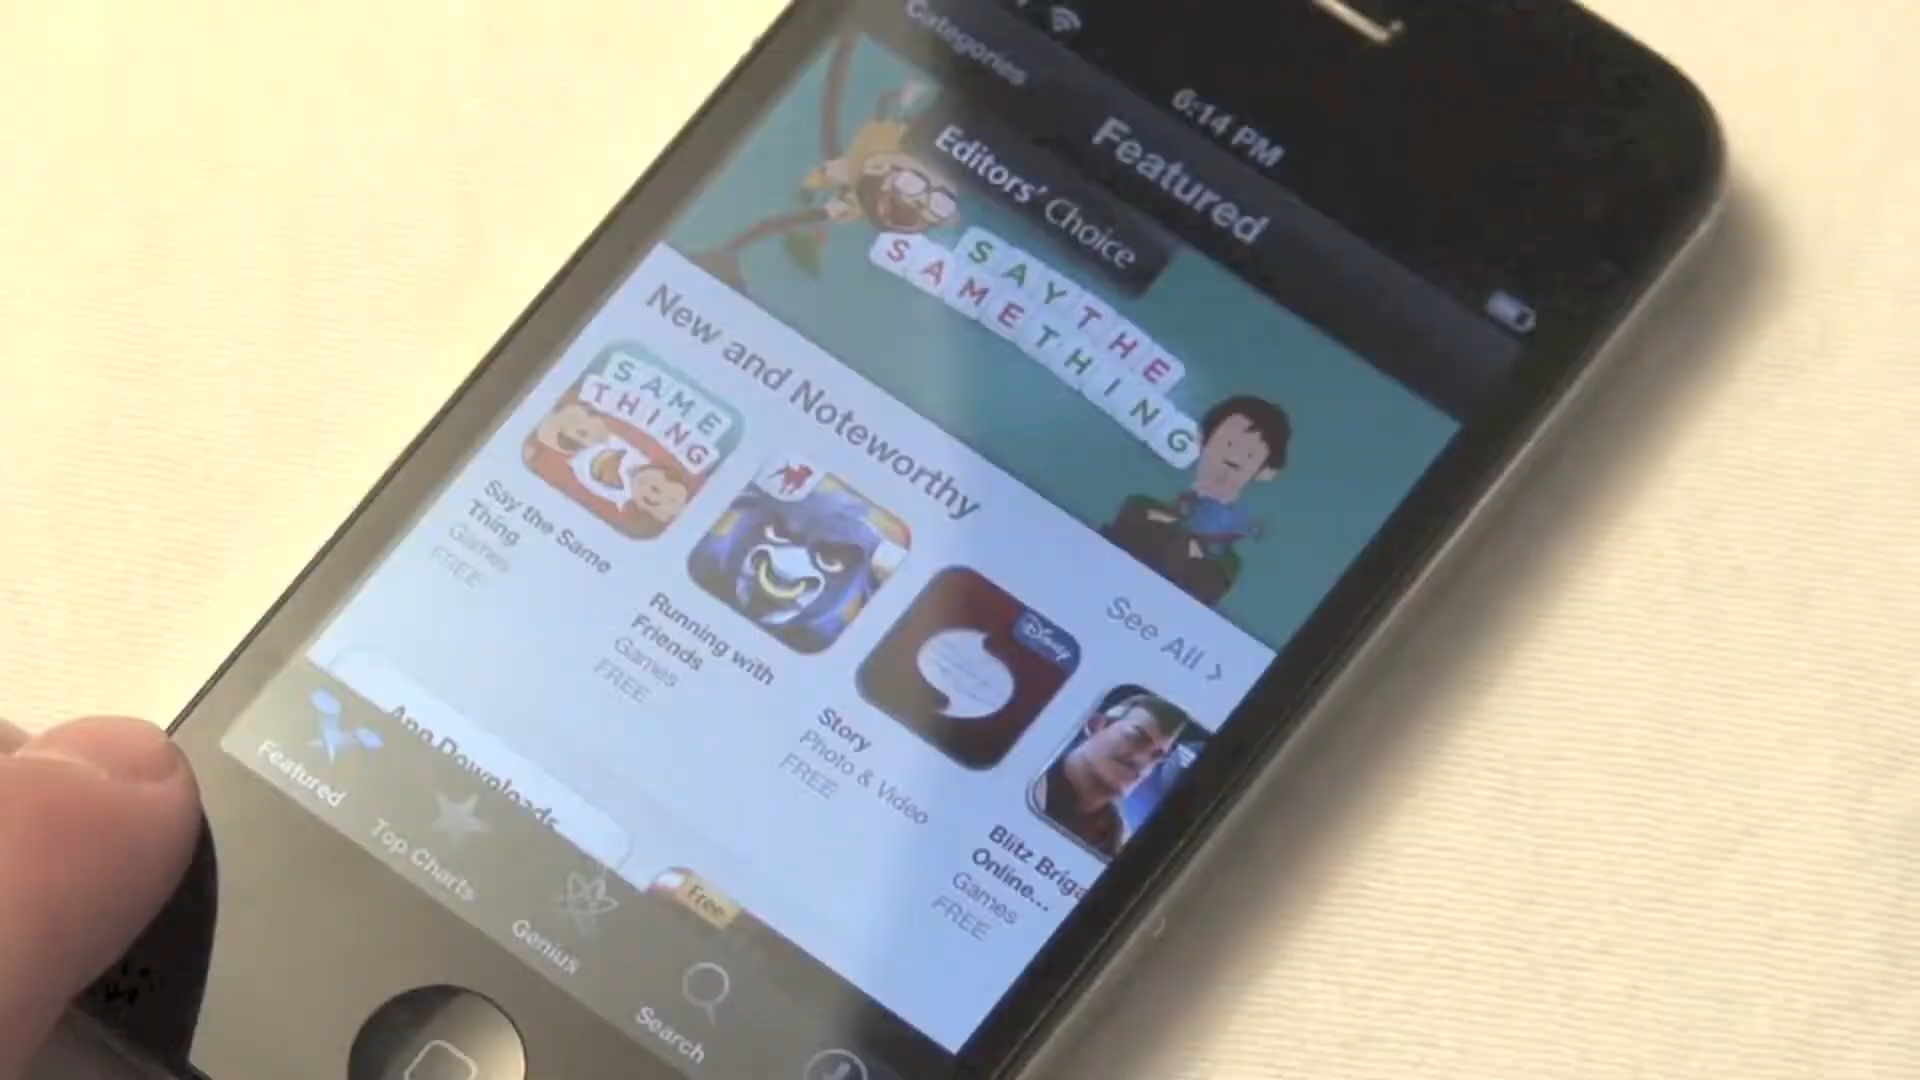 Categories
6:14 PM
Featured
Editors' Choice
SAY THE
SAME THING
New and Noteworthy
See All >
SAME
THING
Say the Same
Thing
Games
FREE
Running with
Friends
Games
FREE
Disney
Story
Photo & Video
FREE
Blitz Briga
Online...
Games
FREE
App Downloads
Free
Featured
Top Charts
Genius
Search